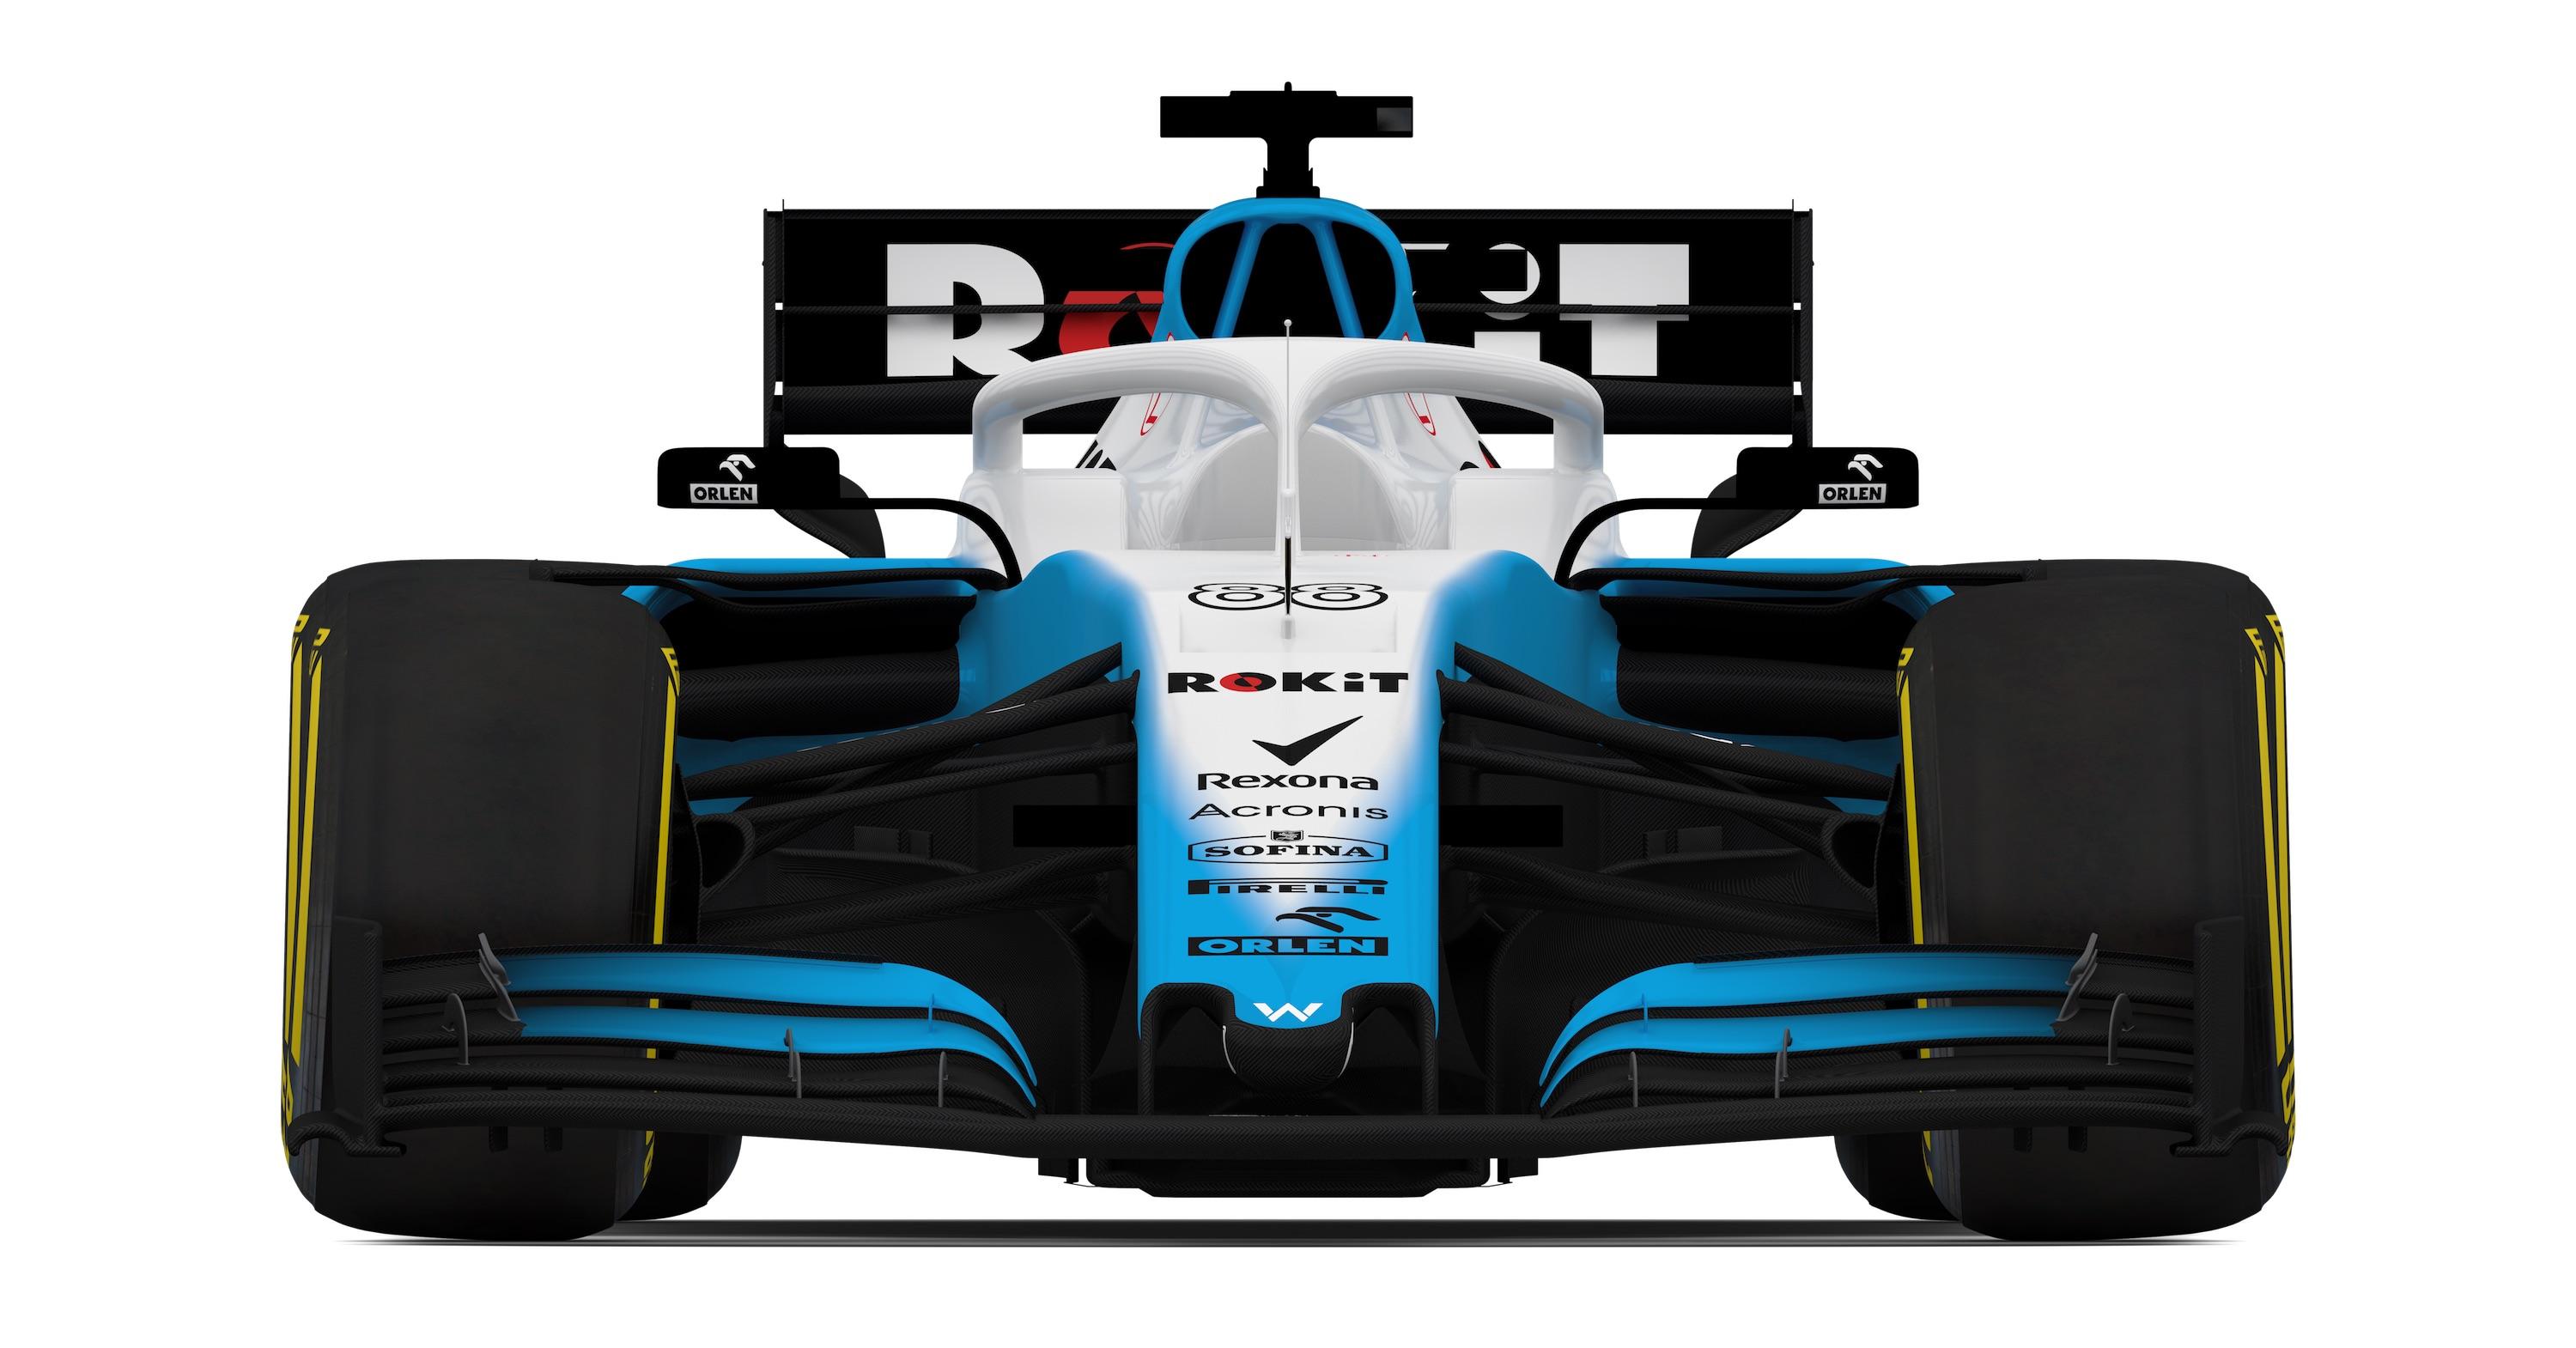 ROKiT
ORLEN
ORLEN
88
ROKiT
Rexona
Acronis
SOFINA
PIRELLI
ORLEN
W